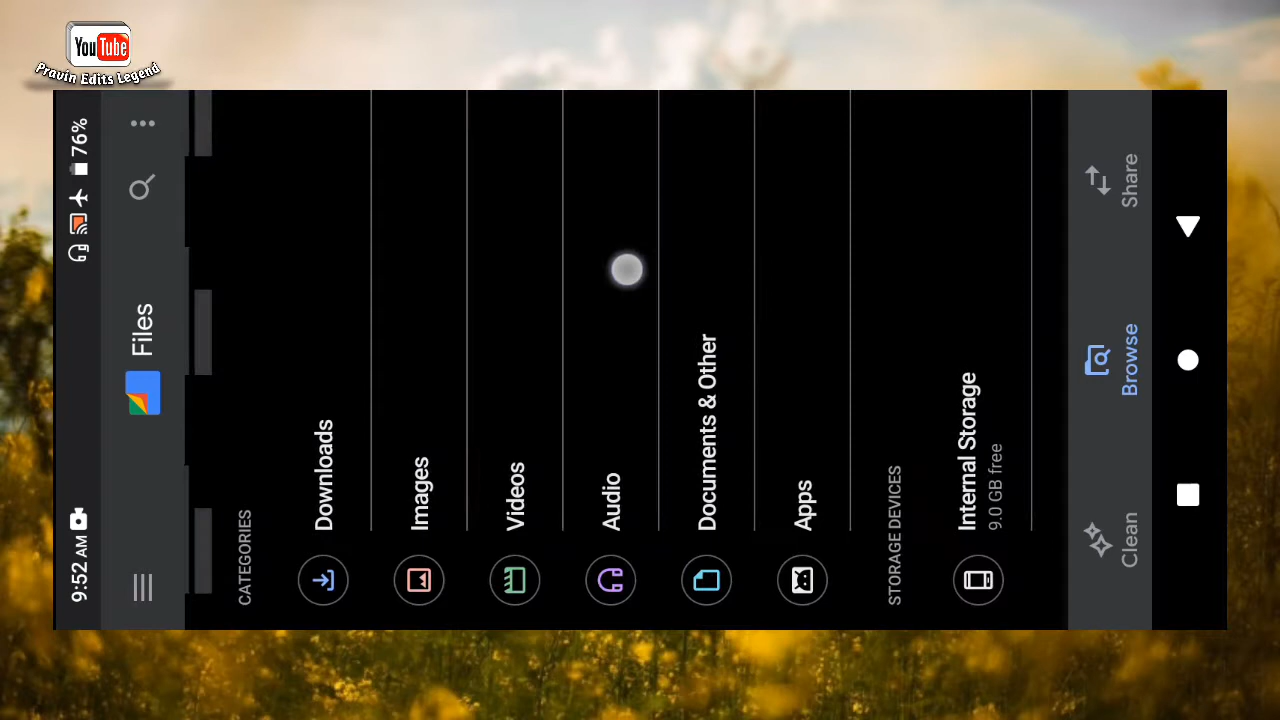 YouTube
Pravin Edits Legend
9:52 AM
76%
Files
CATEGORIES
Downloads
Images
Videos
Audio
Documents & Other
Apps
STORAGE DEVICES
Internal Storage
9.0 GB free
Clean
Browse
Share